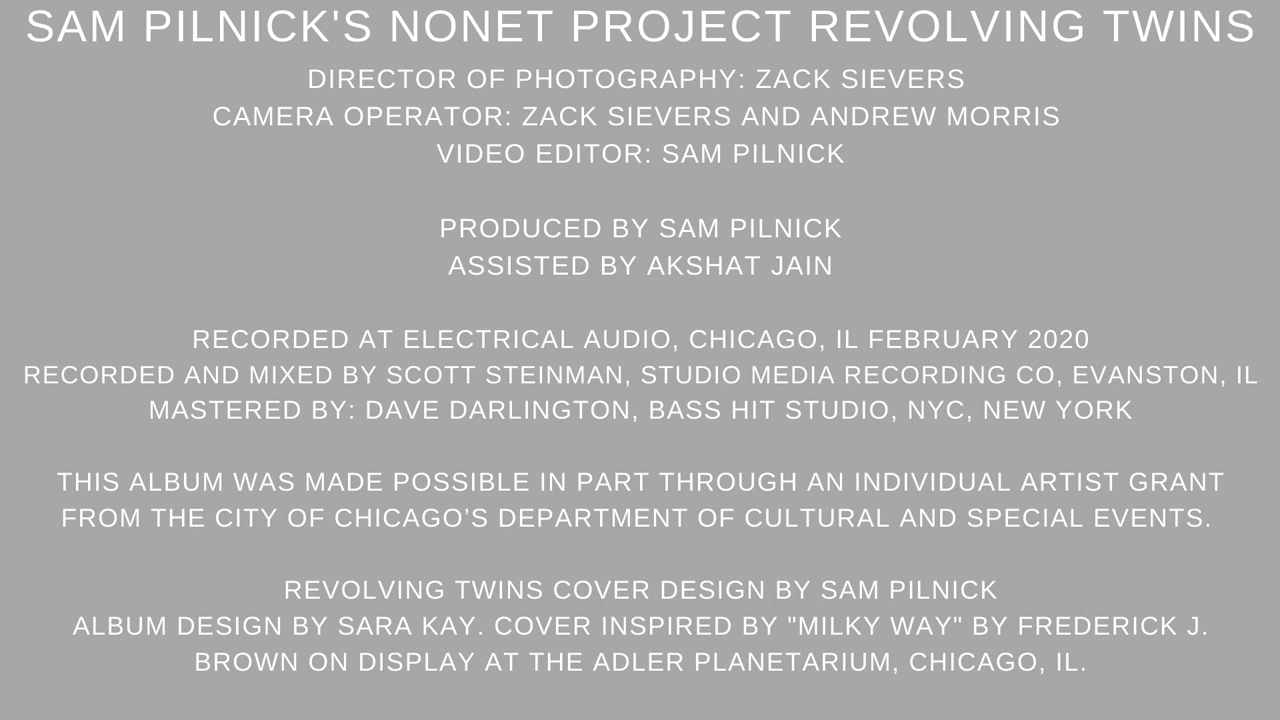 SAM PILNICK'S NONET PROJECT REVOLVING TWINS
DIRECTOR OF PHOTOGRAPHY: ZACK SIEVERS
CAMERA OPERATOR: ZACK SIEVERS AND ANDREW MORRIS
VIDEO EDITOR: SAM PILNICK
PRODUCED BY SAM PILNICK
ASSISTED BY AKSHAT JAIN
RECORDED AT ELECTRICAL AUDIO, CHICAGO, IL FEBRUARY 2020
RECORDED AND MIXED BY SCOTT STEINMAN, STUDIO MEDIA RECORDING CO, EVANSTON, IL
MASTERED BY: DAVE DARLINGTON, BASS HIT STUDIO, NYC, NEW YORK
THIS ALBUM WAS MADE POSSIBLE IN PART THROUGH AN INDIVIDUAL ARTIST GRANT
FROM THE CITY OF CHICAGO’S DEPARTMENT OF CULTURAL AND SPECIAL EVENTS.
REVOLVING TWINS COVER DESIGN BY SAM PILNICK
ALBUM DESIGN BY SARA KAY. COVER INSPIRED BY "MILKY WAY" BY FREDERICK J.
BROWN ON DISPLAY AT THE ADLER PLANETARIUM, CHICAGO, IL.